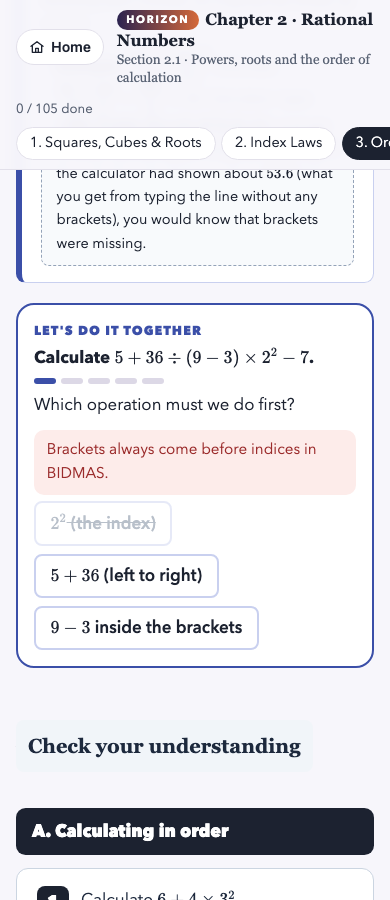 Home
HORIZON Chapter 2 · Rational
Numbers
Section 2.1 · Powers, roots and the order of
calculation
0 / 105 done
1. Squares, Cubes & Roots
2. Index Laws
3. Or
the calculator had shown about 53.6 (what
you get from typing the line without any
brackets), you would know that brackets
were missing.
LET'S DO IT TOGETHER
Calculate 5 + 36 ÷ (9 − 3) × 2² − 7.
Which operation must we do first?
Brackets always come before indices in
BIDMAS.
2² (the index)
5 + 36 (left to right)
9 − 3 inside the brackets
Check your understanding
A. Calculating in order
1 Calculate 6 + 4 × 3²